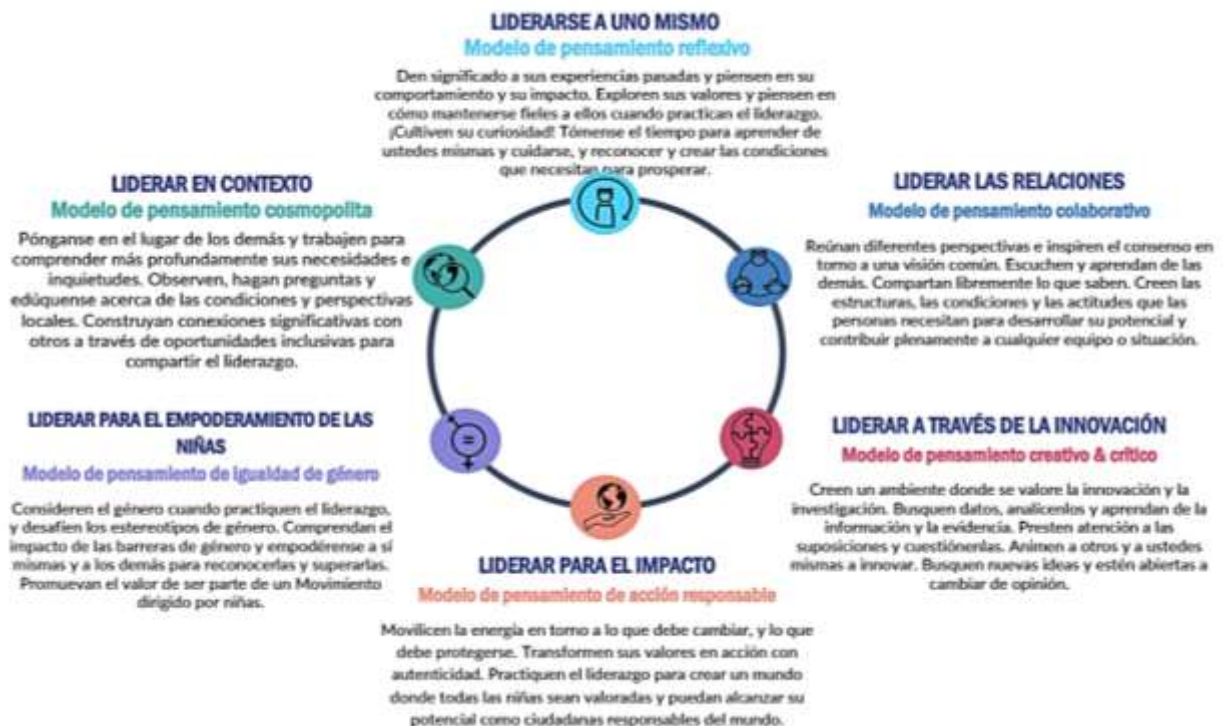 LIDERARSE A UNO MISMO
Modelo de pensamiento reflexivo
Den significado a sus experiencias pasadas y piensen en su
comportamiento y su impacto. Exploren sus valores y piensen en
cómo mantenerse fieles a ellos cuando practican el liderazgo.
¡Cultiven su curiosidad! Tómense el tiempo para aprender de
ustedes mismas y cuidarse, y reconocer y crear las condiciones
que necesitan para prosperar.
LIDERAR LAS RELACIONES
Modelo de pensamiento colaborativo
Reúnan diferentes perspectivas e inspiren el consenso en
torno a una visión común. Escuchen y aprendan de las
demás. Compartan libremente lo que saben. Creen las
estructuras, las condiciones y las actitudes que las
personas necesitan para desarrollar su potencial y
contribuir plenamente a cualquier equipo o situación.
LIDERAR A TRAVÉS DE LA INNOVACIÓN
Modelo de pensamiento creativo & crítico
Creen un ambiente donde se valore la innovación y la
investigación. Busquen datos, analícenlos y aprendan de la
información y la evidencia. Presten atención a las
suposiciones y cuestiónenlas. Animen a otros y a ustedes
mismas a innovar. Busquen nuevas ideas y estén abiertas a
cambiar de opinión.
LIDERAR PARA EL IMPACTO
Modelo de pensamiento de acción responsable
Movilicen la energía en torno a lo que debe cambiar, y lo que
debe protegerse. Transformen sus valores en acción con
autenticidad. Practiquen el liderazgo para crear un mundo
donde todas las niñas sean valoradas y puedan alcanzar su
potencial como ciudadanas responsables del mundo.
LIDERAR PARA EL EMPODERAMIENTO DE LAS
NIÑAS
Modelo de pensamiento de igualdad de género
Consideren el género cuando practiquen el liderazgo,
y desafíen los estereotipos de género. Comprendan el
impacto de las barreras de género y empodérense a sí
mismas y a los demás para reconocerlas y superarlas.
Promuevan el valor de ser parte de un Movimiento
dirigido por niñas.
LIDERAR EN CONTEXTO
Modelo de pensamiento cosmopolita
Pónganse en el lugar de los demás y trabajen para
comprender más profundamente sus necesidades e
inquietudes. Observen, hagan preguntas y
edúquense acerca de las condiciones y perspectivas
locales. Construyan conexiones significativas con
otros a través de oportunidades inclusivas para
compartir el liderazgo.